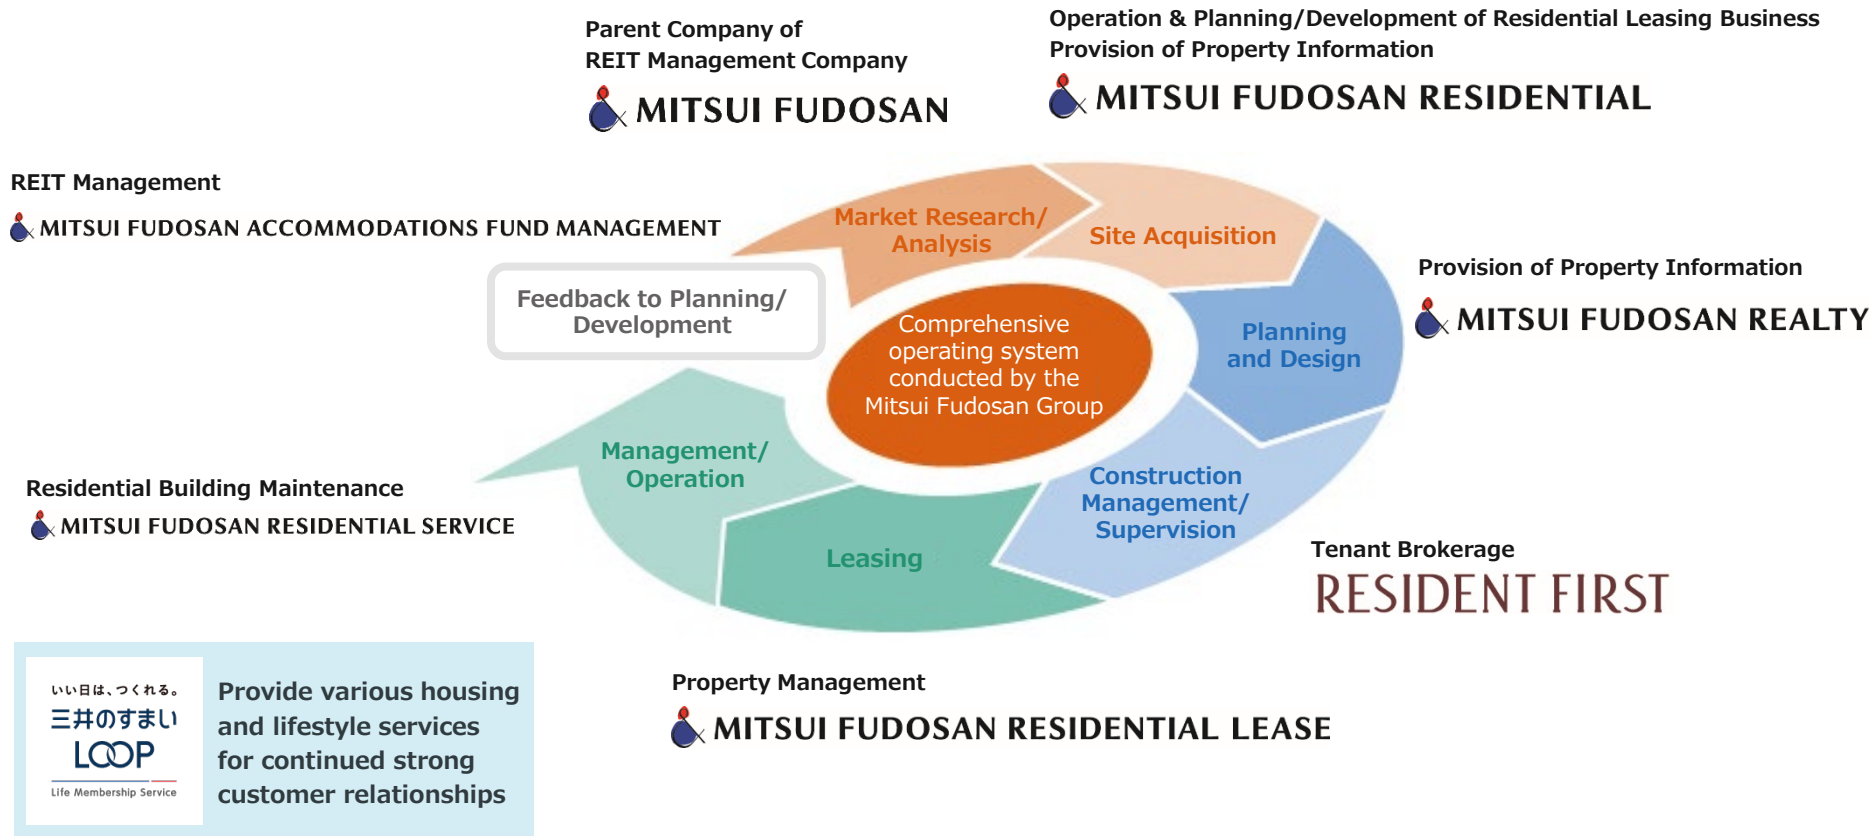 Parent Company of
REIT Management Company
MITSUI FUDOSAN
Operation & Planning/Development of Residential Leasing Business
Provision of Property Information
MITSUI FUDOSAN RESIDENTIAL
REIT Management
MITSUI FUDOSAN ACCOMMODATIONS FUND MANAGEMENT
Market Research/
Analysis
Site Acquisition
Provision of Property Information
MITSUI FUDOSAN REALTY
Feedback to Planning/
Development
Planning
and Design
Comprehensive
operating system
conducted by the
Mitsui Fudosan Group
Management/
Operation
Construction
Management/
Supervision
Leasing
Residential Building Maintenance
MITSUI FUDOSAN RESIDENTIAL SERVICE
Tenant Brokerage
RESIDENT FIRST
Property Management
MITSUI FUDOSAN RESIDENTIAL LEASE
いい日は、つくれる。
三井のすまい
LOOP
Life Membership Service
Provide various housing
and lifestyle services
for continued strong
customer relationships